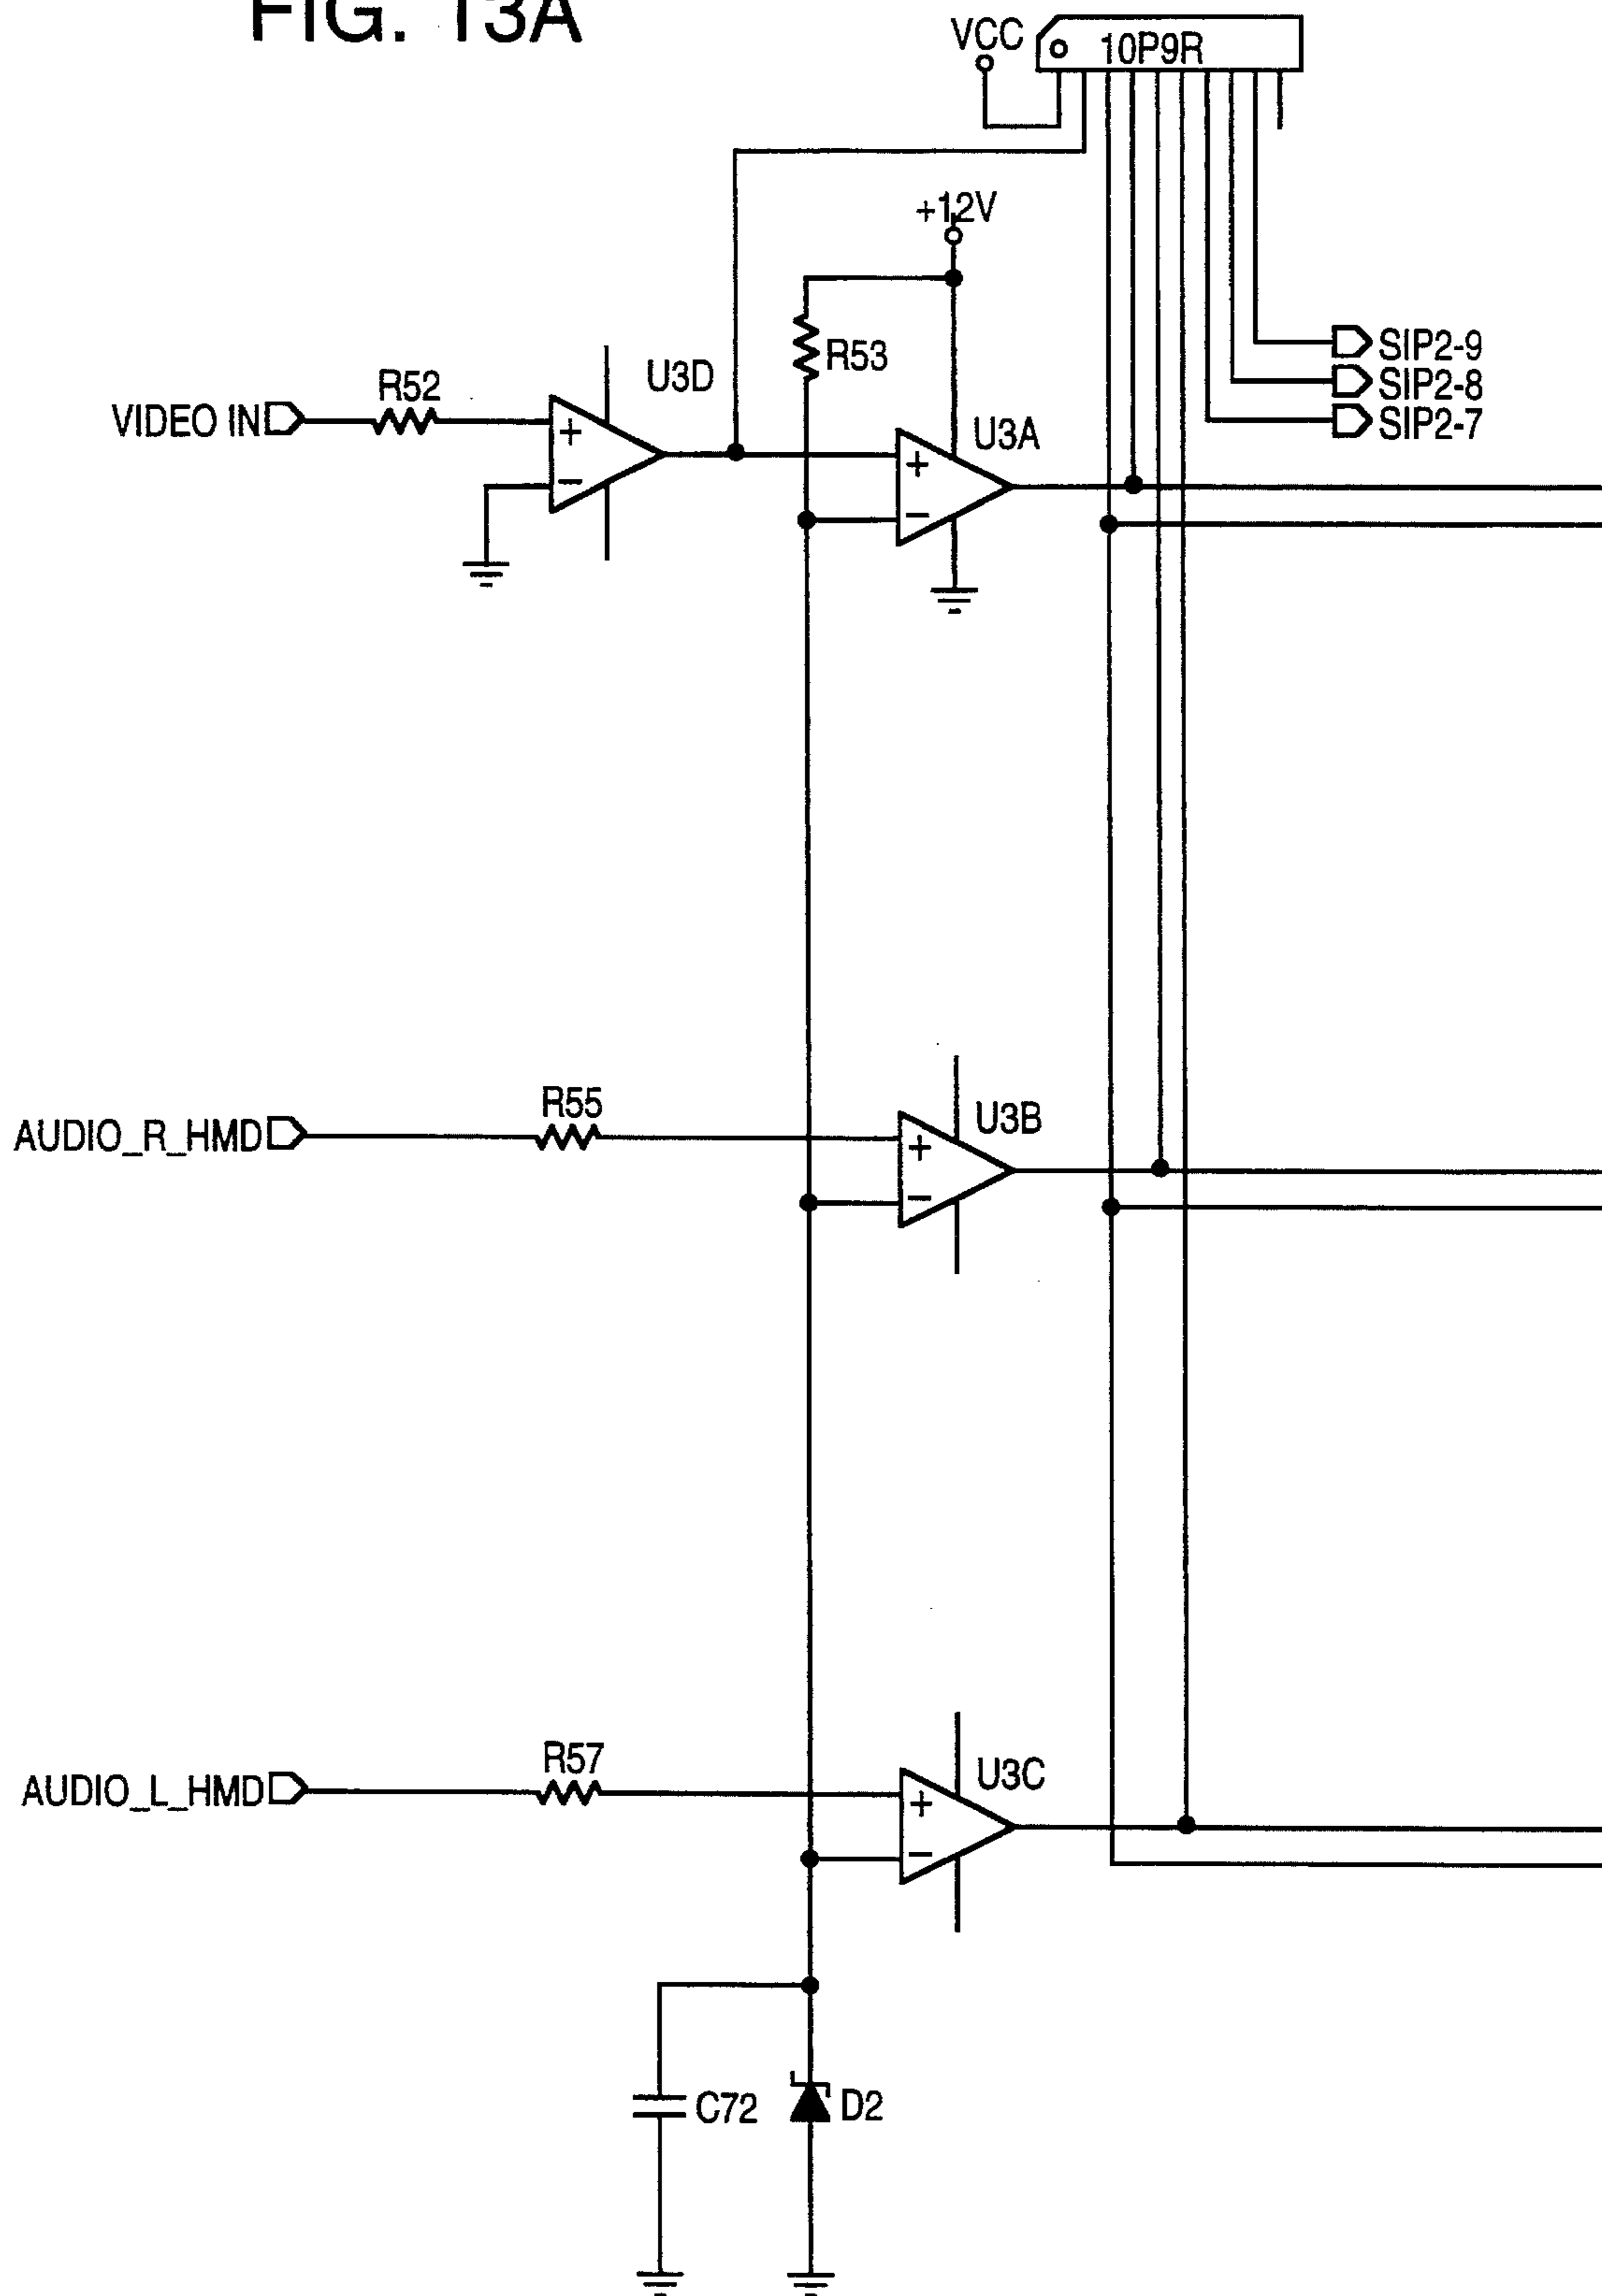 FIG. 13A
VCC
10P9R
+12V
R53
SIP2-9
SIP2-8
SIP2-7
R52
U3D
VIDEO IN
+
−
U3A
+
−
R55
AUDIO_R_HMD
U3B
+
−
R57
AUDIO_L_HMD
U3C
+
−
C72
D2